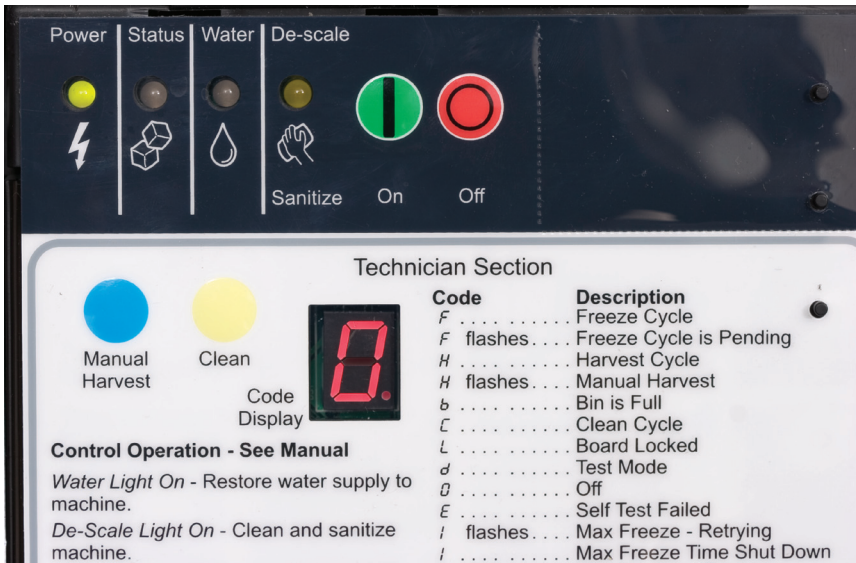 Power Status Water De-scale
Sanitize On Off
Technician Section
Manual
Harvest
Clean
Code
Display
0.
Control Operation - See Manual
Water Light On - Restore water supply to
machine.
De-Scale Light On - Clean and sanitize
machine.
Code Description
F . . . . . . . . . . Freeze Cycle
F flashes . . . . Freeze Cycle is Pending
H . . . . . . . . . . Harvest Cycle
H flashes . . . . Manual Harvest
b . . . . . . . . . . Bin is Full
C . . . . . . . . . . Clean Cycle
L . . . . . . . . . . Board Locked
d . . . . . . . . . . Test Mode
0 . . . . . . . . . . Off
E . . . . . . . . . . Self Test Failed
1 flashes . . . . Max Freeze - Retrying
1 . . . . . . . . . . Max Freeze Time Shut Down